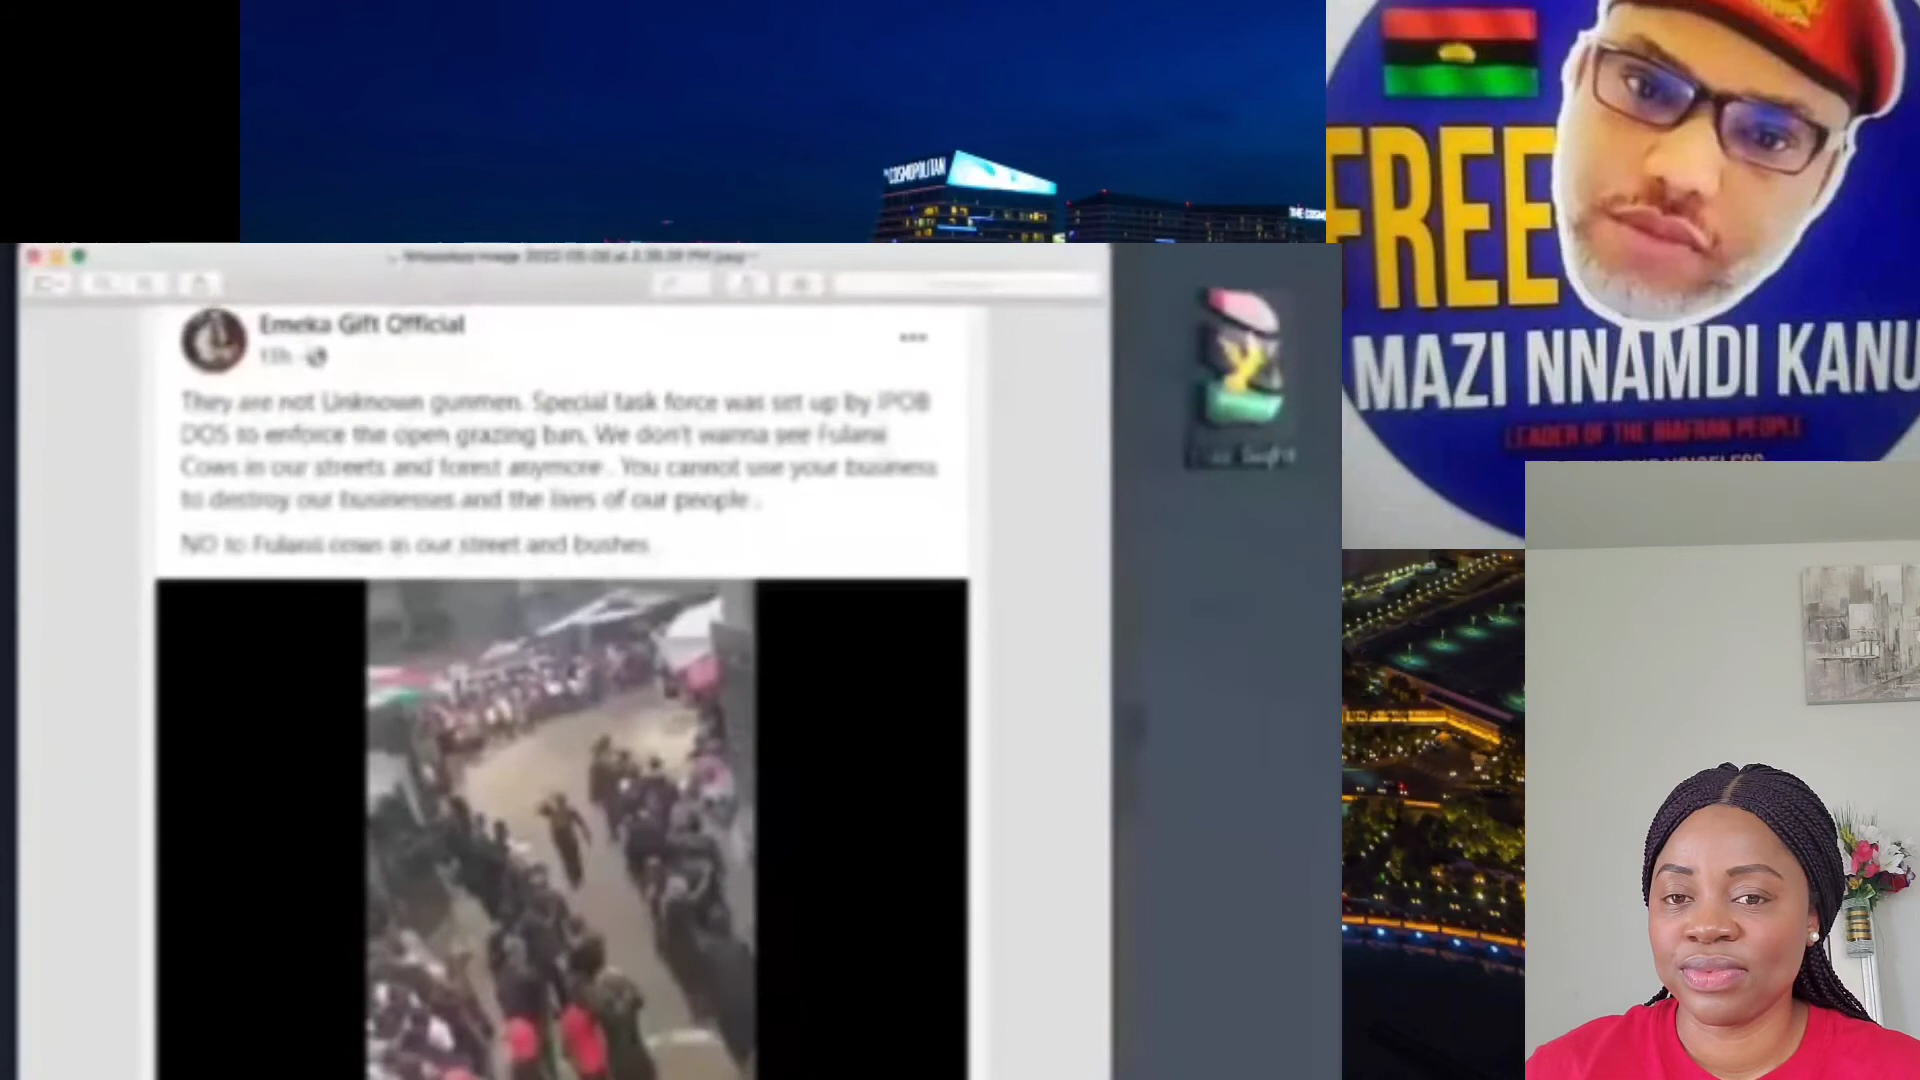 THE COSMOPOLITAN
FREE
MAZI NNAMDI KANU
LEADER OF THE BIAFRAN PEOPLE
WhatsApp Image
Emeka Gift Official
They are not Unknown gunmen. Special task force was set up by IPOB
DOS to enforce the open grazing ban. We don't wanna see Fulani
Cows in our streets and forest anymore . You cannot use your business
to destroy our businesses and the lives of our people .
NO to Fulani cows in our street and bushes